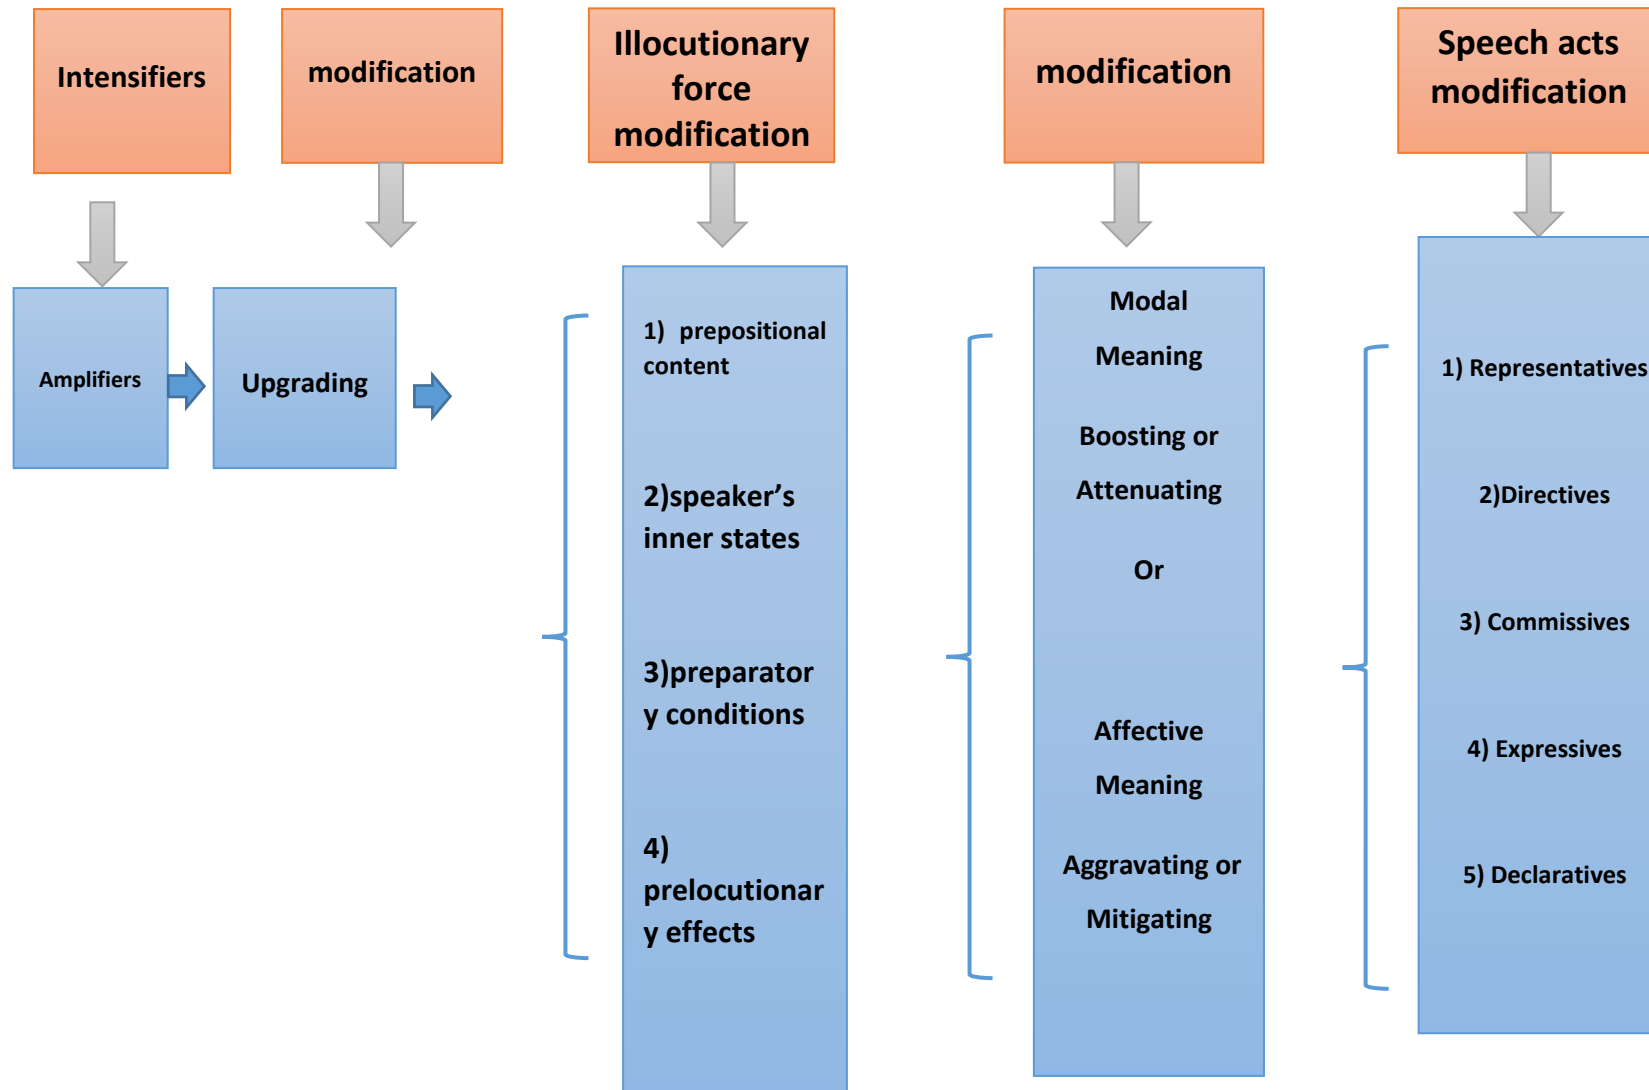 Intensifiers
modification
Illocutionary
force
modification
modification
Speech acts
modification
Amplifiers
Upgrading
1) prepositional
content
2)speaker’s
inner states
3)preparator
y conditions
4)
prelocutionar
y effects
Modal
Meaning
Boosting or
Attenuating
Or
Affective
Meaning
Aggravating or
Mitigating
1) Representatives
2)Directives
3) Commissives
4) Expressives
5) Declaratives